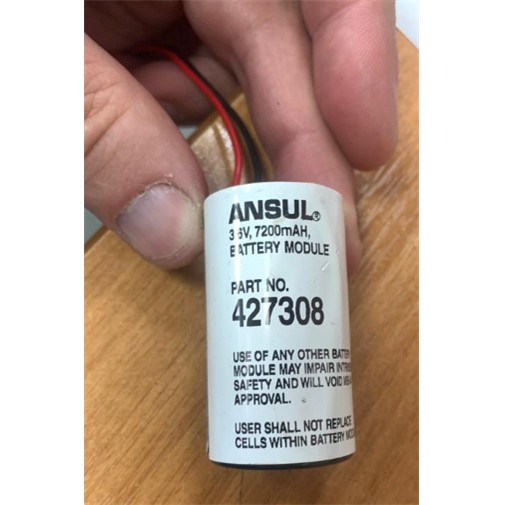 ANSUL®
3.6V, 7200mAH,
BATTERY MODULE
PART NO.
427308
USE OF ANY OTHER BATTERY
MODULE MAY IMPAIR
SAFETY AND WILL VOID
APPROVAL.
USER SHALL NOT REPLACE
CELLS WITHIN BATTERY